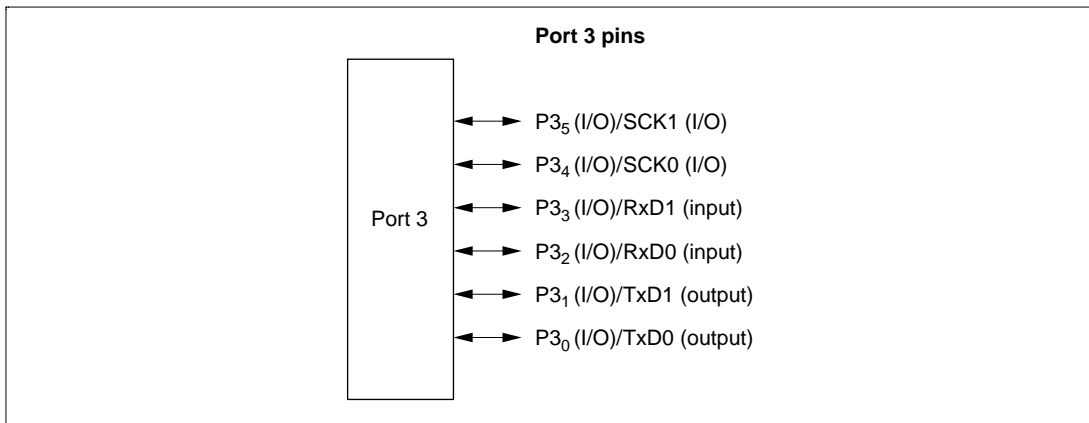 Port 3 pins
P3₅ (I/O)/SCK1 (I/O)
P3₄ (I/O)/SCK0 (I/O)
P3₃ (I/O)/RxD1 (input)
Port 3
P3₂ (I/O)/RxD0 (input)
P3₁ (I/O)/TxD1 (output)
P3₀ (I/O)/TxD0 (output)